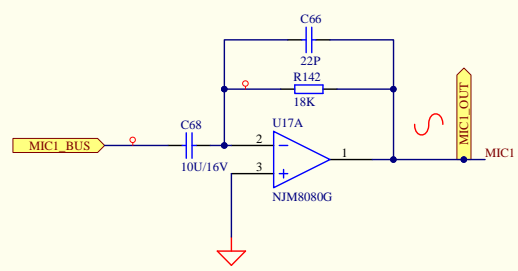 C66
22P
R142
18K
C68
10U/16V
U17A
2
3
1
NJM8080G
MIC1_BUS
MIC1_OUT
MIC1